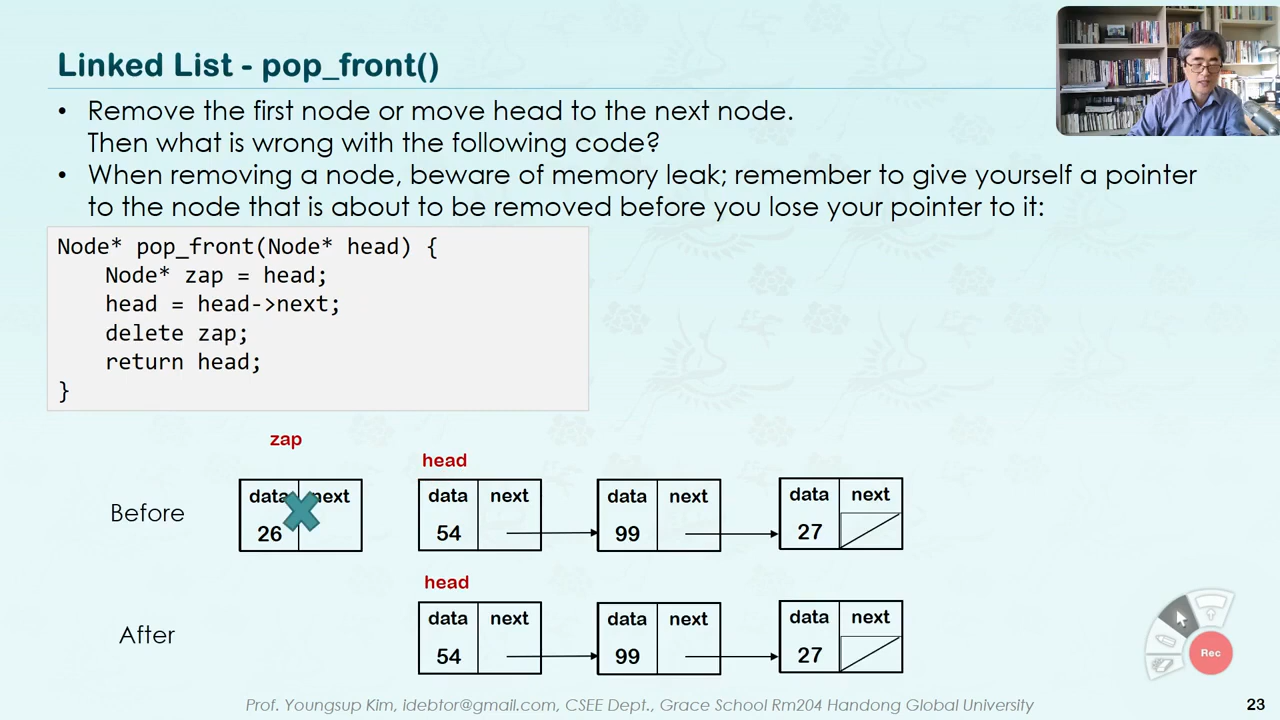 Linked List - pop_front()
• Remove the first node or move head to the next node.
Then what is wrong with the following code?
• When removing a node, beware of memory leak; remember to give yourself a pointer
to the node that is about to be removed before you lose your pointer to it:
Node* pop_front(Node* head) {
Node* zap = head;
head = head->next;
delete zap;
return head;
}
zap
head
Before
data next
26
data next
54
data next
99
data next
27
head
After
data next
54
data next
99
data next
27
Rec
Prof. Youngsup Kim, idebtor@gmail.com, CSEE Dept., Grace School Rm204 Handong Global University
23